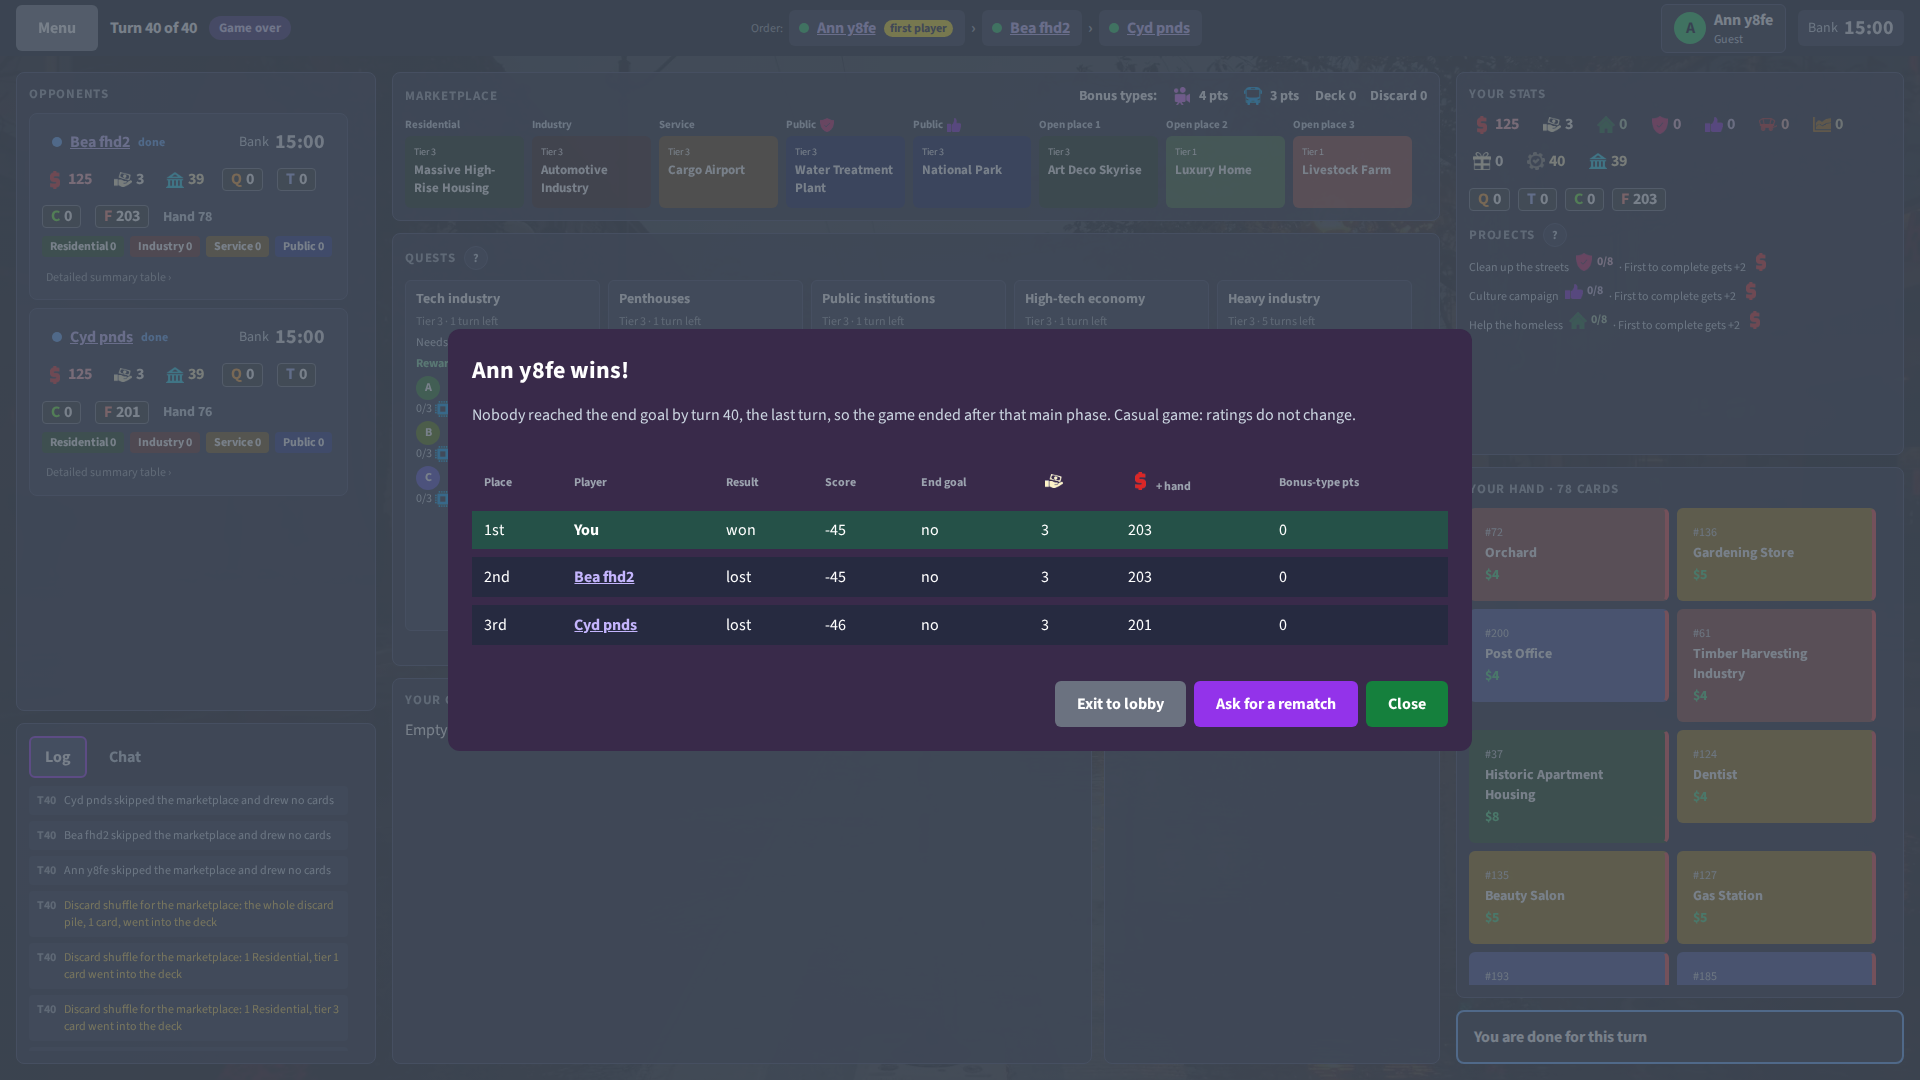 Menu
Turn 40 of 40
Game over
Order:
Ann y8fe first player › Bea fhd2 › Cyd pnds
A
Ann y8fe
Guest
Bank 15:00
OPPONENTS
Bea fhd2 done
Bank 15:00
125 3 39 Q 0 T 0
C 0 F 203 Hand 78
Residential 0 Industry 0 Service 0 Public 0
Detailed summary table ›
Cyd pnds done
Bank 15:00
125 3 39 Q 0 T 0
C 0 F 201 Hand 76
Residential 0 Industry 0 Service 0 Public 0
Detailed summary table ›
Log
Chat
T40 Cyd pnds skipped the marketplace and drew no cards
T40 Bea fhd2 skipped the marketplace and drew no cards
T40 Ann y8fe skipped the marketplace and drew no cards
T40 Discard shuffle for the marketplace: the whole discard
pile, 1 card, went into the deck
T40 Discard shuffle for the marketplace: 1 Residential, tier 1
card went into the deck
T40 Discard shuffle for the marketplace: 1 Residential, tier 3
card went into the deck
MARKETPLACE
Bonus types: 4 pts 3 pts Deck 0 Discard 0
Residential
Tier 3
Massive High-
Rise Housing
Industry
Tier 3
Automotive
Industry
Service
Tier 3
Cargo Airport
Public
Tier 3
Water Treatment
Plant
Public
Tier 3
National Park
Open place 1
Tier 3
Art Deco Skyrise
Open place 2
Tier 1
Luxury Home
Open place 3
Tier 1
Livestock Farm
QUESTS ?
Tech industry
Tier 3 · 1 turn left
Needs
Rewar
A
0/3
B
0/3
C
0/3
Penthouses
Tier 3 · 1 turn left
Public institutions
Tier 3 · 1 turn left
High-tech economy
Tier 3 · 1 turn left
Heavy industry
Tier 3 · 5 turns left
YOUR
Empty
Ann y8fe wins!
Nobody reached the end goal by turn 40, the last turn, so the game ended after that main phase. Casual game: ratings do not change.
Place Player Result Score End goal + hand Bonus-type pts
1st You won -45 no 3 203 0
2nd Bea fhd2 lost -45 no 3 203 0
3rd Cyd pnds lost -46 no 3 201 0
Exit to lobby
Ask for a rematch
Close
YOUR STATS
125 3 0 0 0 0 0
0 40 39
Q 0 T 0 C 0 F 203
PROJECTS ?
Clean up the streets 0/8 · First to complete gets +2
Culture campaign 0/8 · First to complete gets +2
Help the homeless 0/8 · First to complete gets +2
YOUR HAND · 78 CARDS
#72
Orchard
$4
#136
Gardening Store
$5
#200
Post Office
$4
#61
Timber Harvesting
Industry
$4
#37
Historic Apartment
Housing
$8
#124
Dentist
$4
#135
Beauty Salon
$5
#127
Gas Station
$5
#193
#185
You are done for this turn